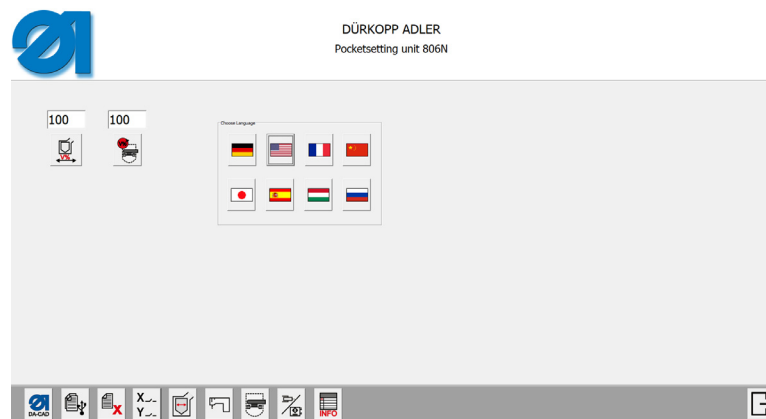 DÜRKOPP ADLER
Pocketsetting unit 806N
100 100
V%
Choose Language
DA-CAD
X
X
Y
INFO